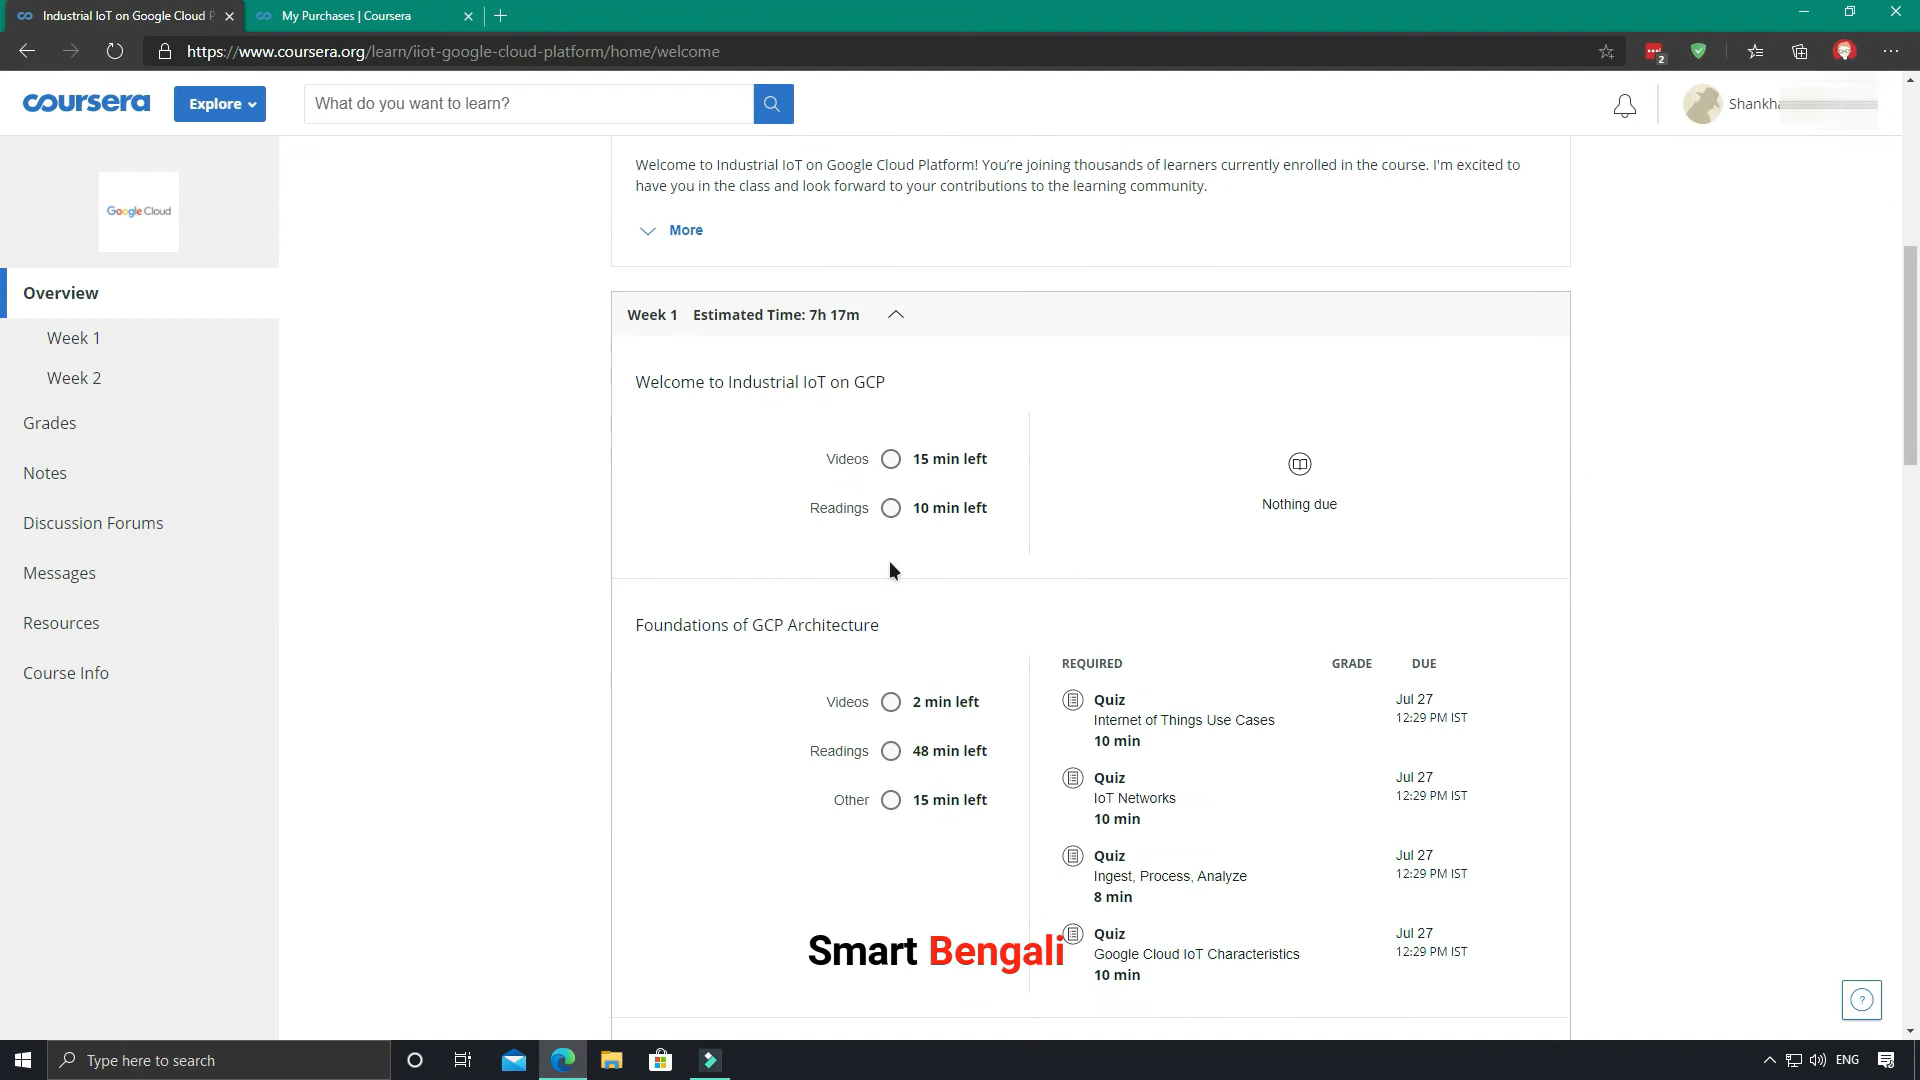 Industrial IoT on Google Cloud P
My Purchases | Coursera
https://www.coursera.org/learn/iiot-google-cloud-platform/home/welcome
2
coursera
Explore
What do you want to learn?
Shankha
Google Cloud
Overview
Week 1
Week 2
Grades
Notes
Discussion Forums
Messages
Resources
Course Info
Welcome to Industrial IoT on Google Cloud Platform! You're joining thousands of learners currently enrolled in the course. I'm excited to
have you in the class and look forward to your contributions to the learning community.
More
Week 1 Estimated Time: 7h 17m
Welcome to Industrial IoT on GCP
Videos 15 min left
Readings 10 min left
Nothing due
Foundations of GCP Architecture
Videos 2 min left
Readings 48 min left
Other 15 min left
REQUIRED GRADE DUE
Quiz Jul 27
Internet of Things Use Cases 12:29 PM IST
10 min
Quiz Jul 27
IoT Networks 12:29 PM IST
10 min
Quiz Jul 27
Ingest, Process, Analyze 12:29 PM IST
8 min
Quiz Jul 27
Google Cloud IoT Characteristics 12:29 PM IST
10 min
Smart Bengali
?
Type here to search
ENG